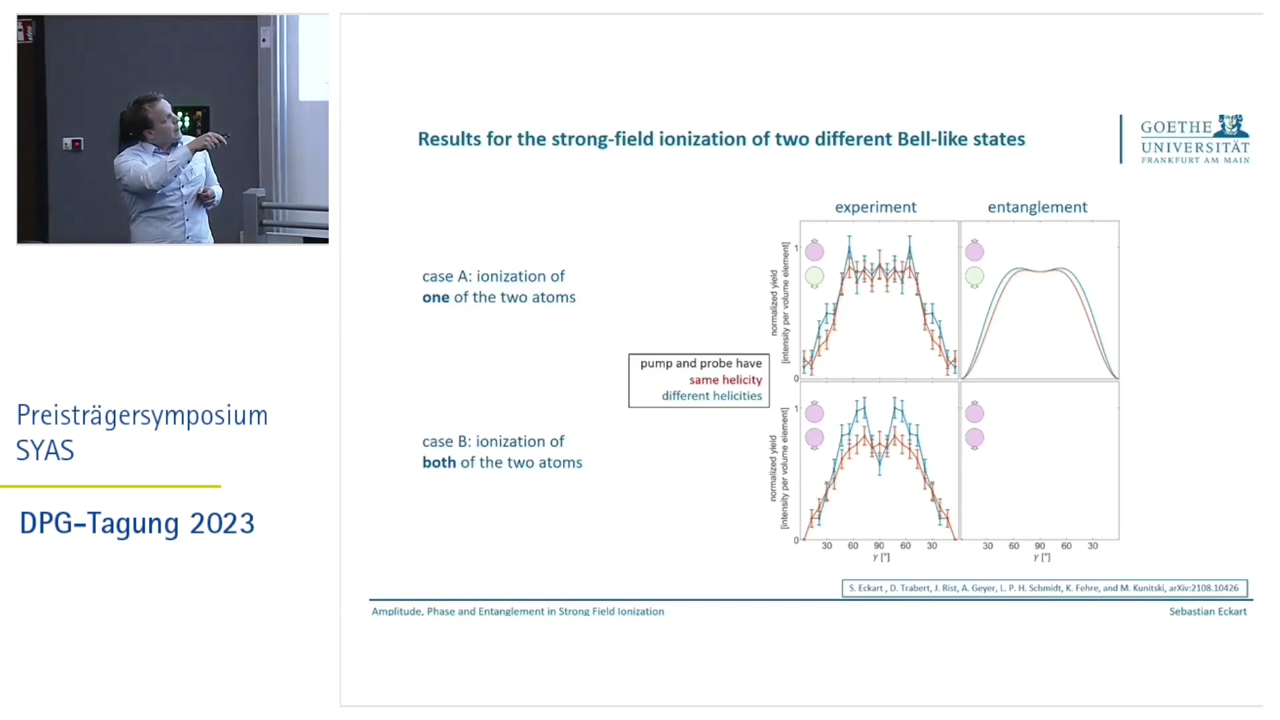 Results for the strong-field ionization of two different Bell-like states
GOETHE
UNIVERSITÄT
FRANKFURT AM MAIN
experiment
entanglement
case A: ionization of
one of the two atoms
normalized yield
[intensity per volume element]
1
0
pump and probe have
same helicity
different helicities
case B: ionization of
both of the two atoms
normalized yield
[intensity per volume element]
1
0
30 60 90 60 30
γ [°]
30 60 90 60 30
γ [°]
S. Eckart , D. Trabert, J. Rist, A. Geyer, L. P. H. Schmidt, K. Fehre, and M. Kunitski, arXiv:2108.10426
Amplitude, Phase and Entanglement in Strong Field Ionization
Sebastian Eckart
Preisträgersymposium
SYAS
DPG-Tagung 2023